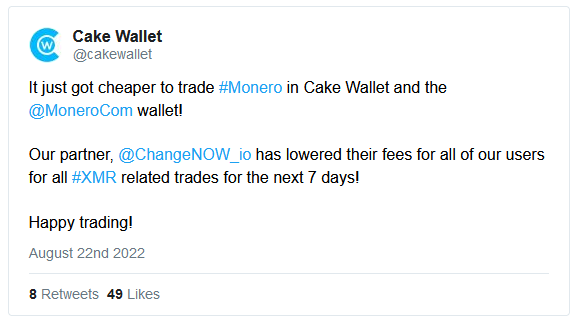 Cake Wallet
@cakewallet
It just got cheaper to trade #Monero in Cake Wallet and the
@MoneroCom wallet!
Our partner, @ChangeNOW_io has lowered their fees for all of our users
for all #XMR related trades for the next 7 days!
Happy trading!
August 22nd 2022
8 Retweets 49 Likes